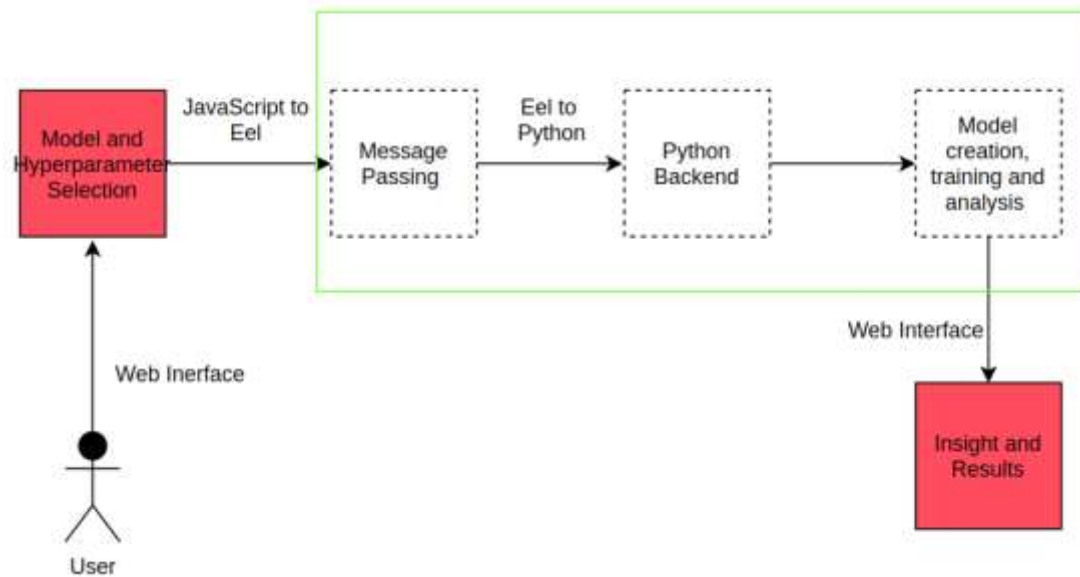 Model and
Hyperparameter
Selection
JavaScript to
Eel
Message
Passing
Eel to
Python
Python
Backend
Model
creation,
training and
analysis
Web Interface
Web Inerface
Insight and
Results
User